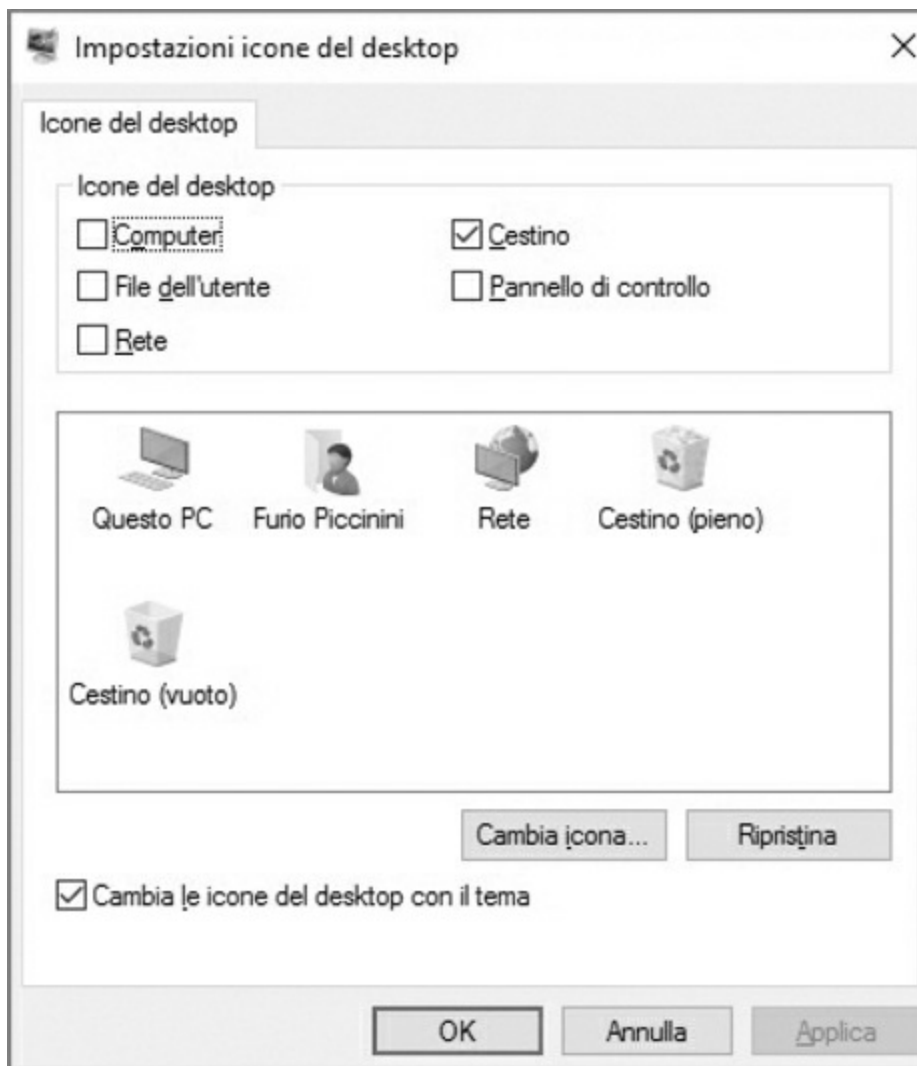 Impostazioni icone del desktop
Icone del desktop
Icone del desktop
Computer
Cestino
File dell'utente
Pannello di controllo
Rete
Questo PC
Furio Piccinini
Rete
Cestino (pieno)
Cestino (vuoto)
Cambia icona...
Ripristina
Cambia le icone del desktop con il tema
OK
Annulla
Applica